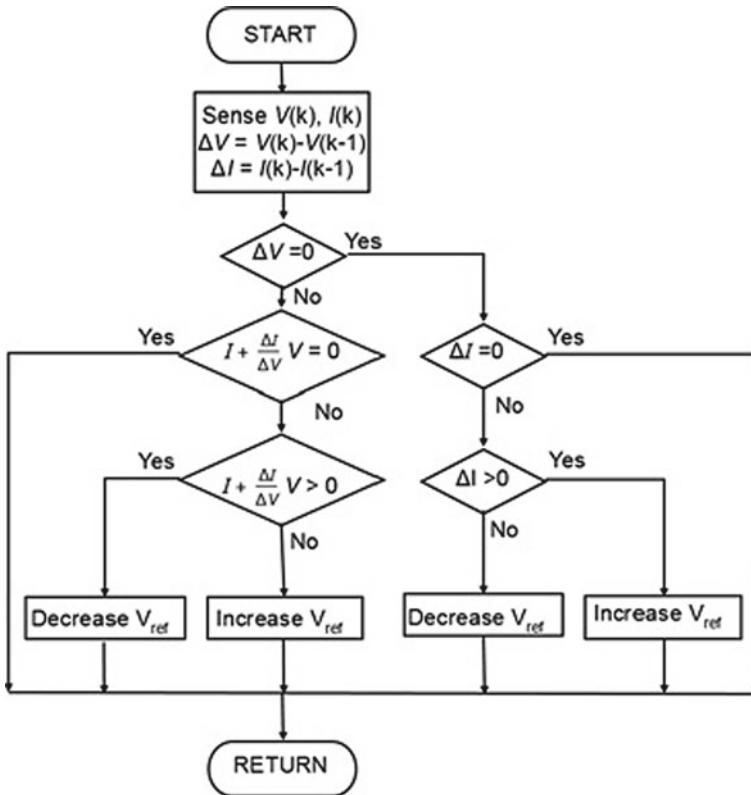 START
Sense V(k), I(k)
ΔV = V(k)-V(k-1)
ΔI = I(k)-I(k-1)
ΔV =0
Yes
No
Yes
I + ΔI/ΔV V = 0
ΔI=0
Yes
No
No
Yes
I + ΔI/ΔV V > 0
ΔI >0
Yes
No
No
Decrease Vref
Increase Vref
Decrease Vref
Increase Vref
RETURN